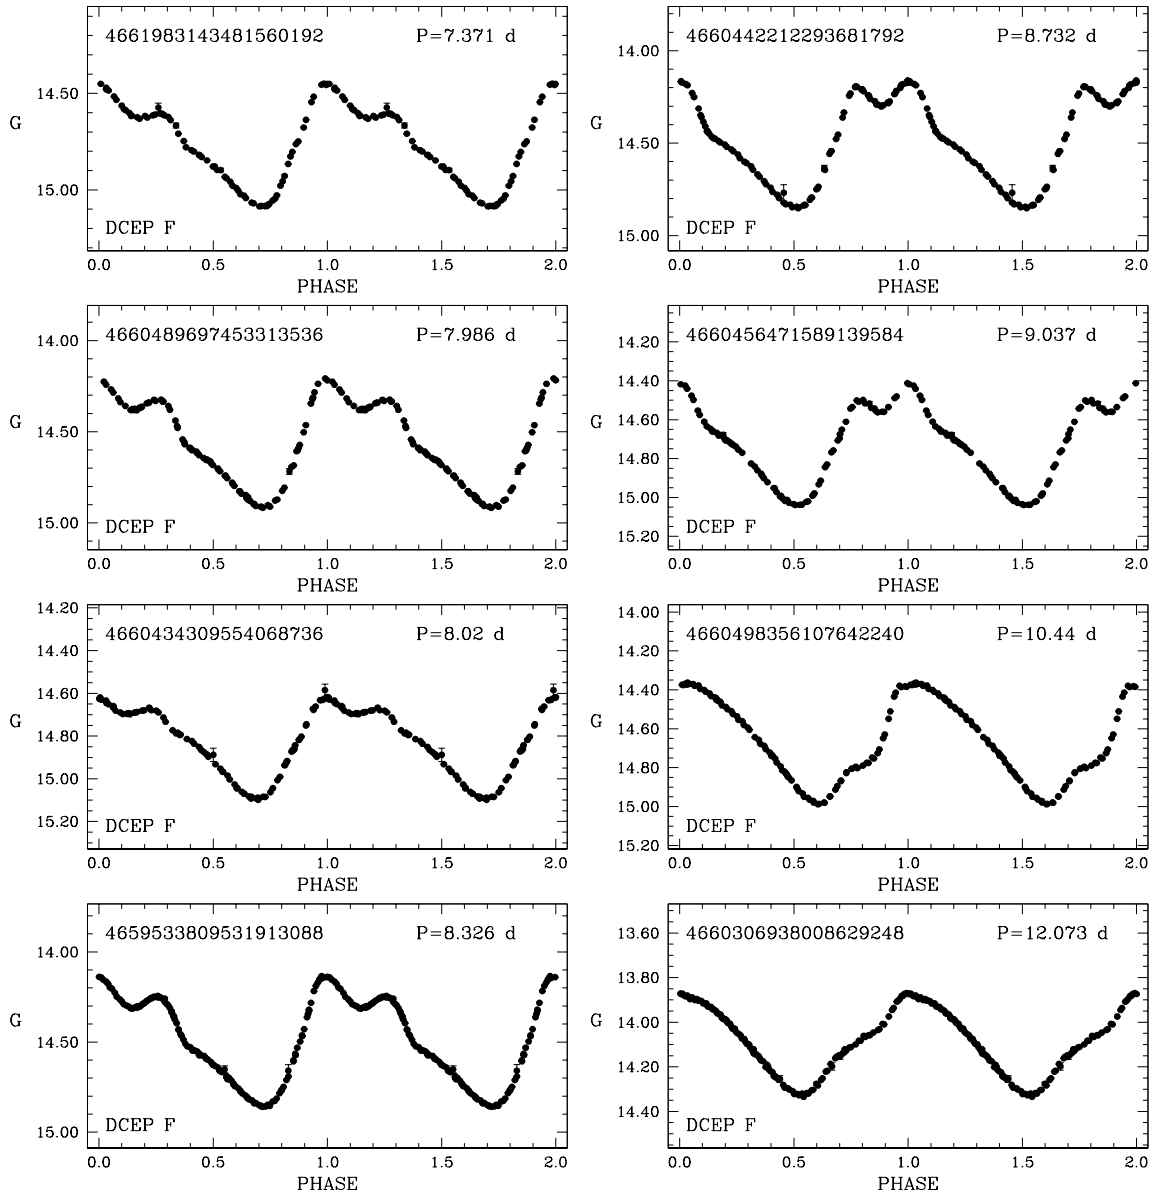 4661983143481560192 P=7.371 d
14.50
G
15.00
DCEP F
0.0 0.5 1.0 1.5 2.0
PHASE
4660442212293681792 P=8.732 d
14.00
G
14.50
15.00
DCEP F
0.0 0.5 1.0 1.5 2.0
PHASE
4660489697453313536 P=7.986 d
14.00
G
14.50
15.00
DCEP F
0.0 0.5 1.0 1.5 2.0
PHASE
4660456471589139584 P=9.037 d
14.20
14.40
G
14.60
14.80
15.00
15.20
DCEP F
0.0 0.5 1.0 1.5 2.0
PHASE
14.20
4660434309554068736 P=8.02 d
14.40
14.60
G
14.80
15.00
15.20
DCEP F
0.0 0.5 1.0 1.5 2.0
PHASE
14.00
4660498356107642240 P=10.44 d
14.20
14.40
G
14.60
14.80
15.00
15.20
DCEP F
0.0 0.5 1.0 1.5 2.0
PHASE
4659533809531913088 P=8.326 d
14.00
G
14.50
15.00
DCEP F
0.0 0.5 1.0 1.5 2.0
PHASE
4660306938008629248 P=12.073 d
13.60
13.80
G
14.00
14.20
14.40
DCEP F
0.0 0.5 1.0 1.5 2.0
PHASE